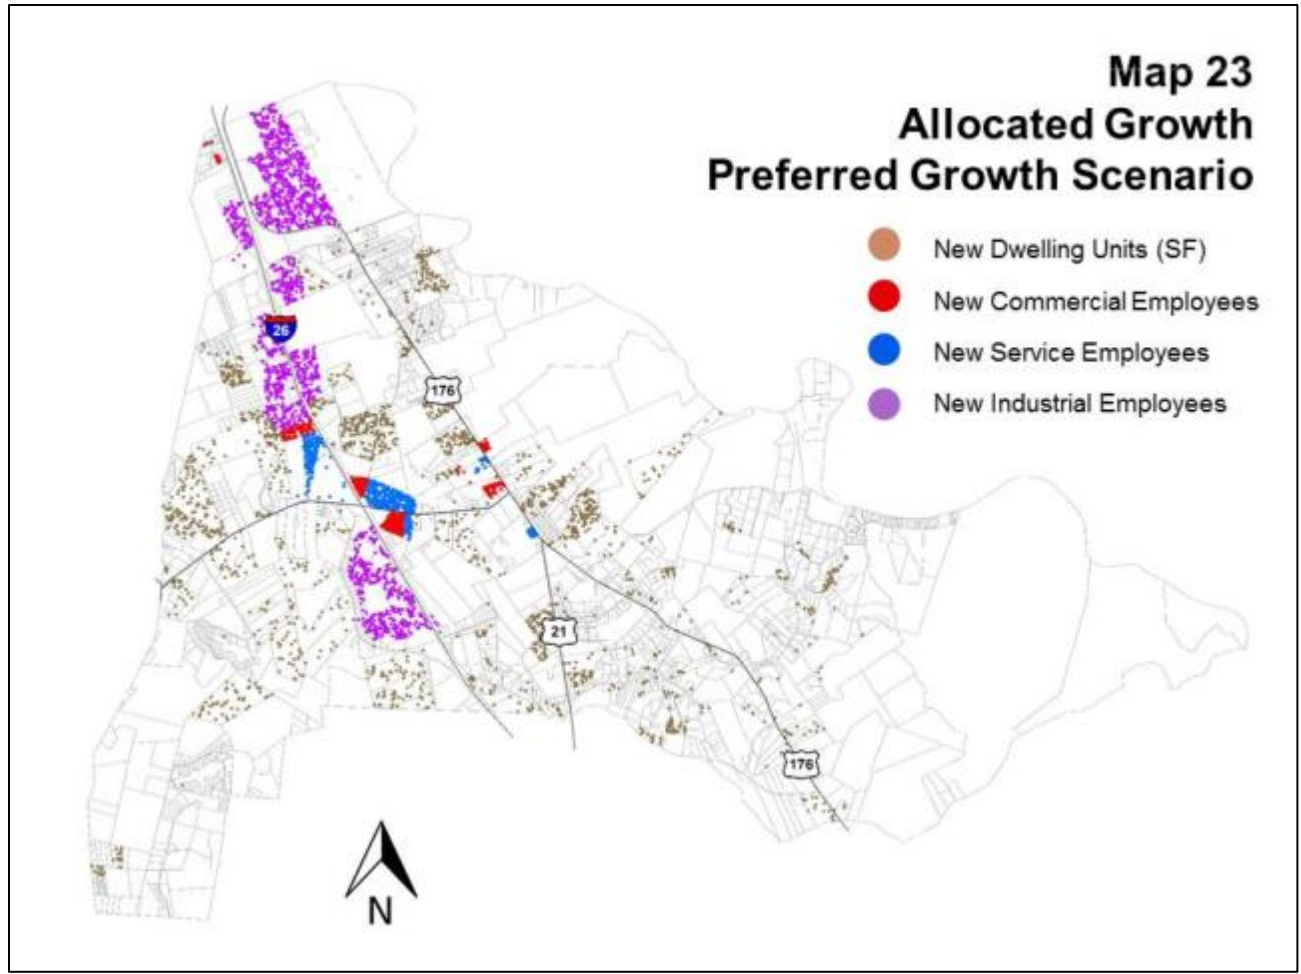 Map 23
Allocated Growth
Preferred Growth Scenario
New Dwelling Units (SF)
New Commercial Employees
New Service Employees
New Industrial Employees
26
176
21
176
N